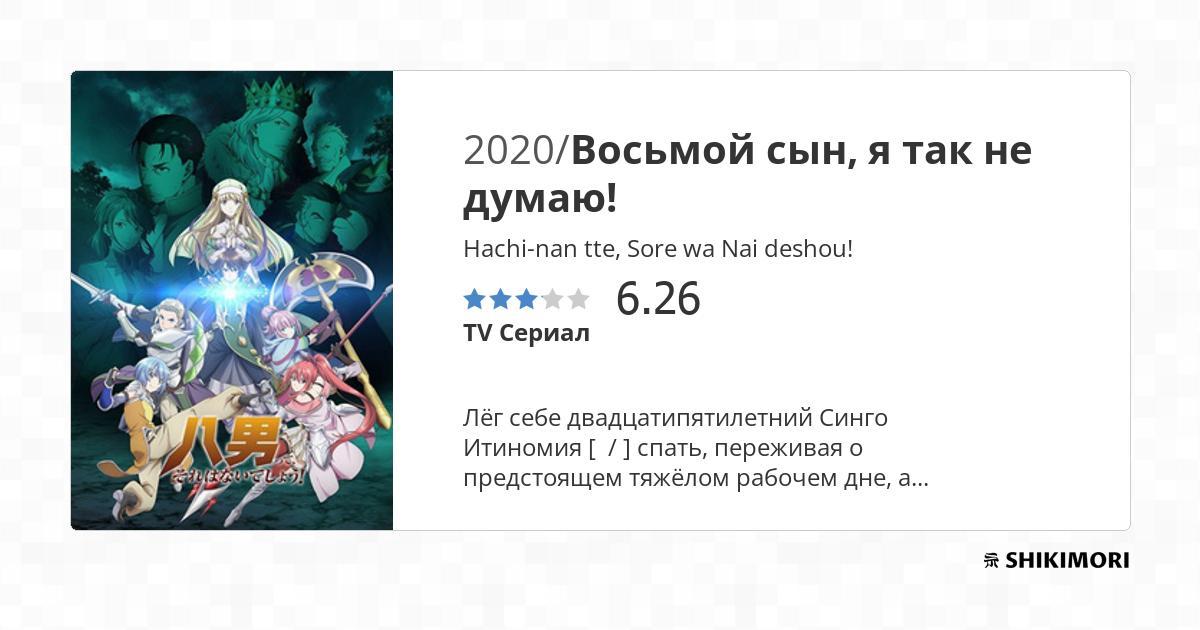 2020/Восьмой сын, я так не
думаю!
Hachi-nan tte, Sore wa Nai deshou!
6.26
TV Сериал
Лёг себе двадцатипятилетний Синго
Итиномия [  / ] спать, переживая о
предстоящем тяжёлом рабочем дне, а...
八男って、
それはないでしょう!
SHIKIMORI